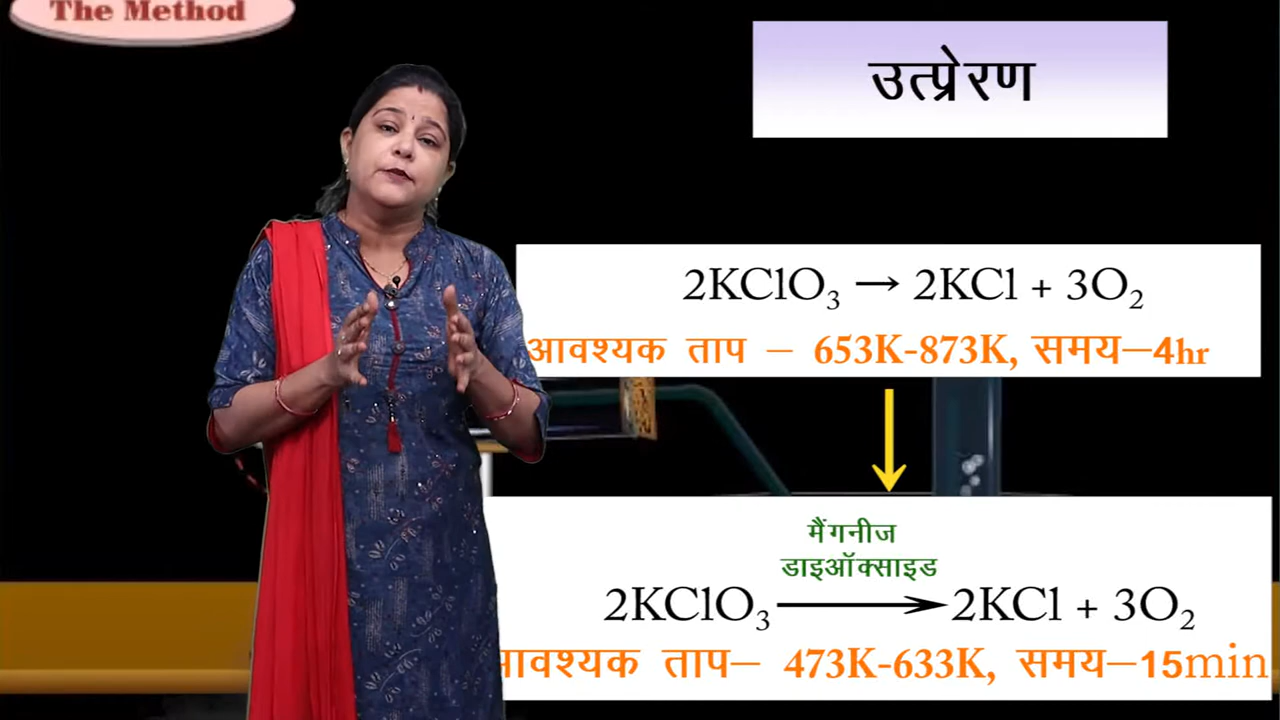 The Method
उत्प्रेरण
2KClO₃ → 2KCl + 3O₂
आवश्यक ताप – 653K-873K, समय–4hr
मैंगनीज
डाइऑक्साइड
2KClO₃ ⟶ 2KCl + 3O₂
आवश्यक ताप– 473K-633K, समय–15min